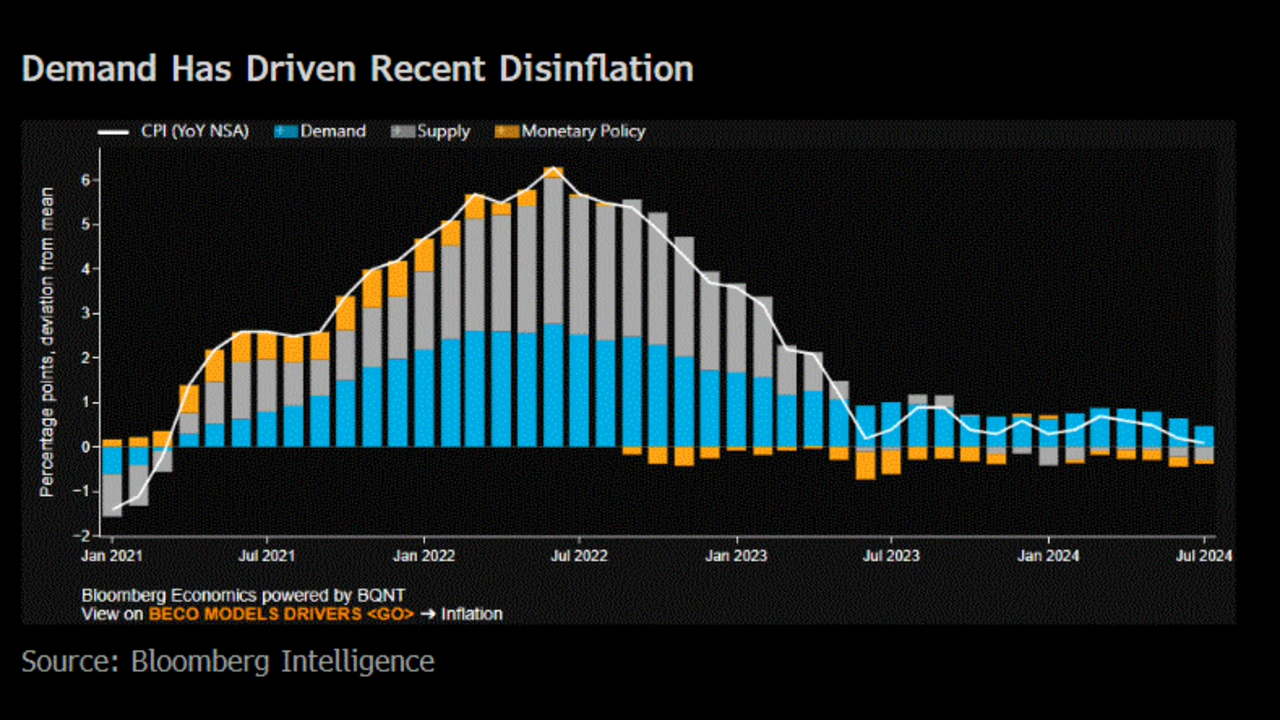 Demand Has Driven Recent Disinflation
CPI (YoY NSA) Demand Supply Monetary Policy
Percentage points, deviation from mean
6
5
4
3
2
1
0
−1
−2
Jan 2021 Jul 2021 Jan 2022 Jul 2022 Jan 2023 Jul 2023 Jan 2024 Jul 2024
Bloomberg Economics powered by BQNT
View on BECO MODELS DRIVERS <GO> → Inflation
Source: Bloomberg Intelligence